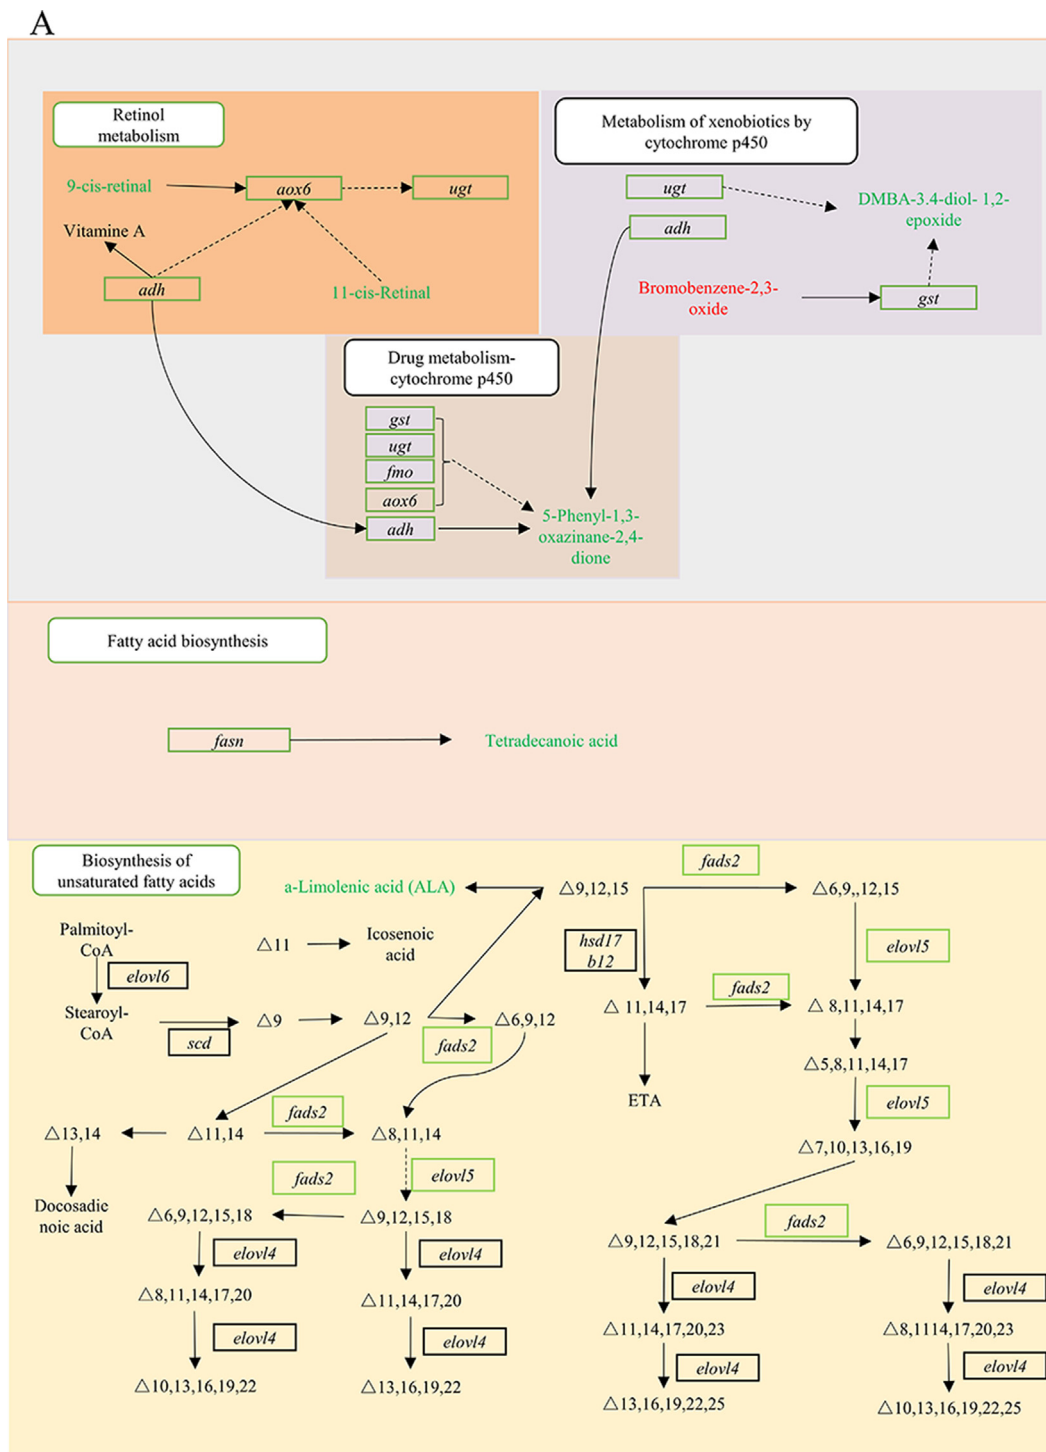 A
Retinol
metabolism
9-cis-retinal
aox6
ugt
Vitamine A
adh
11-cis-Retinal
Metabolism of xenobiotics by
cytochrome p450
ugt
DMBA-3.4-diol- 1,2-
epoxide
adh
Bromobenzene-2,3-
oxide
gst
Drug metabolism-
cytochrome p450
gst
ugt
fmo
aox6
adh
5-Phenyl-1,3-
oxazinane-2,4-
dione
Fatty acid biosynthesis
fasn
Tetradecanoic acid
Biosynthesis of
unsaturated fatty acids
a-Limolenic acid (ALA)
△9,12,15
fads2
△6,9,,12,15
Palmitoyl-
CoA
△11
Icosenoic
acid
hsd17
b12
elovl5
elovl6
Stearoyl-
CoA
scd
△9
△9,12
fads2
△6,9,12
△ 11,14,17
fads2
△ 8,11,14,17
△5,8,11,14,17
ETA
elovl5
△13,14
△11,14
fads2
△8,11,14
△7,10,13,16,19
fads2
elovl5
Docosadie
noic acid
△6,9,12,15,18
△9,12,15,18
fads2
△9,12,15,18,21
△6,9,12,15,18,21
elovl4
elovl4
elovl4
elovl4
△8,11,14,17,20
△11,14,17,20
△11,14,17,20,23
△8,1114,17,20,23
elovl4
elovl4
elovl4
elovl4
△10,13,16,19,22
△13,16,19,22
△13,16,19,22,25
△10,13,16,19,22,25